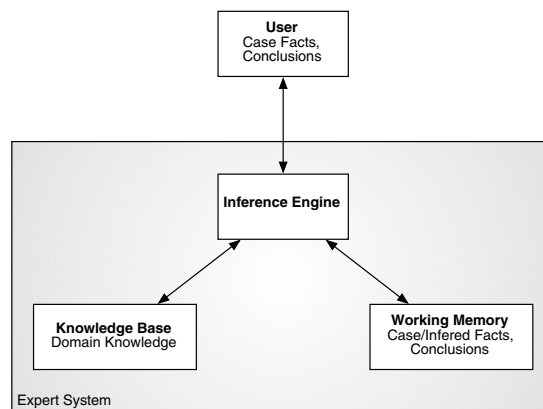 User
Case Facts,
Conclusions
Inference Engine
Knowledge Base
Domain Knowledge
Working Memory
Case/Infered Facts,
Conclusions
Expert System